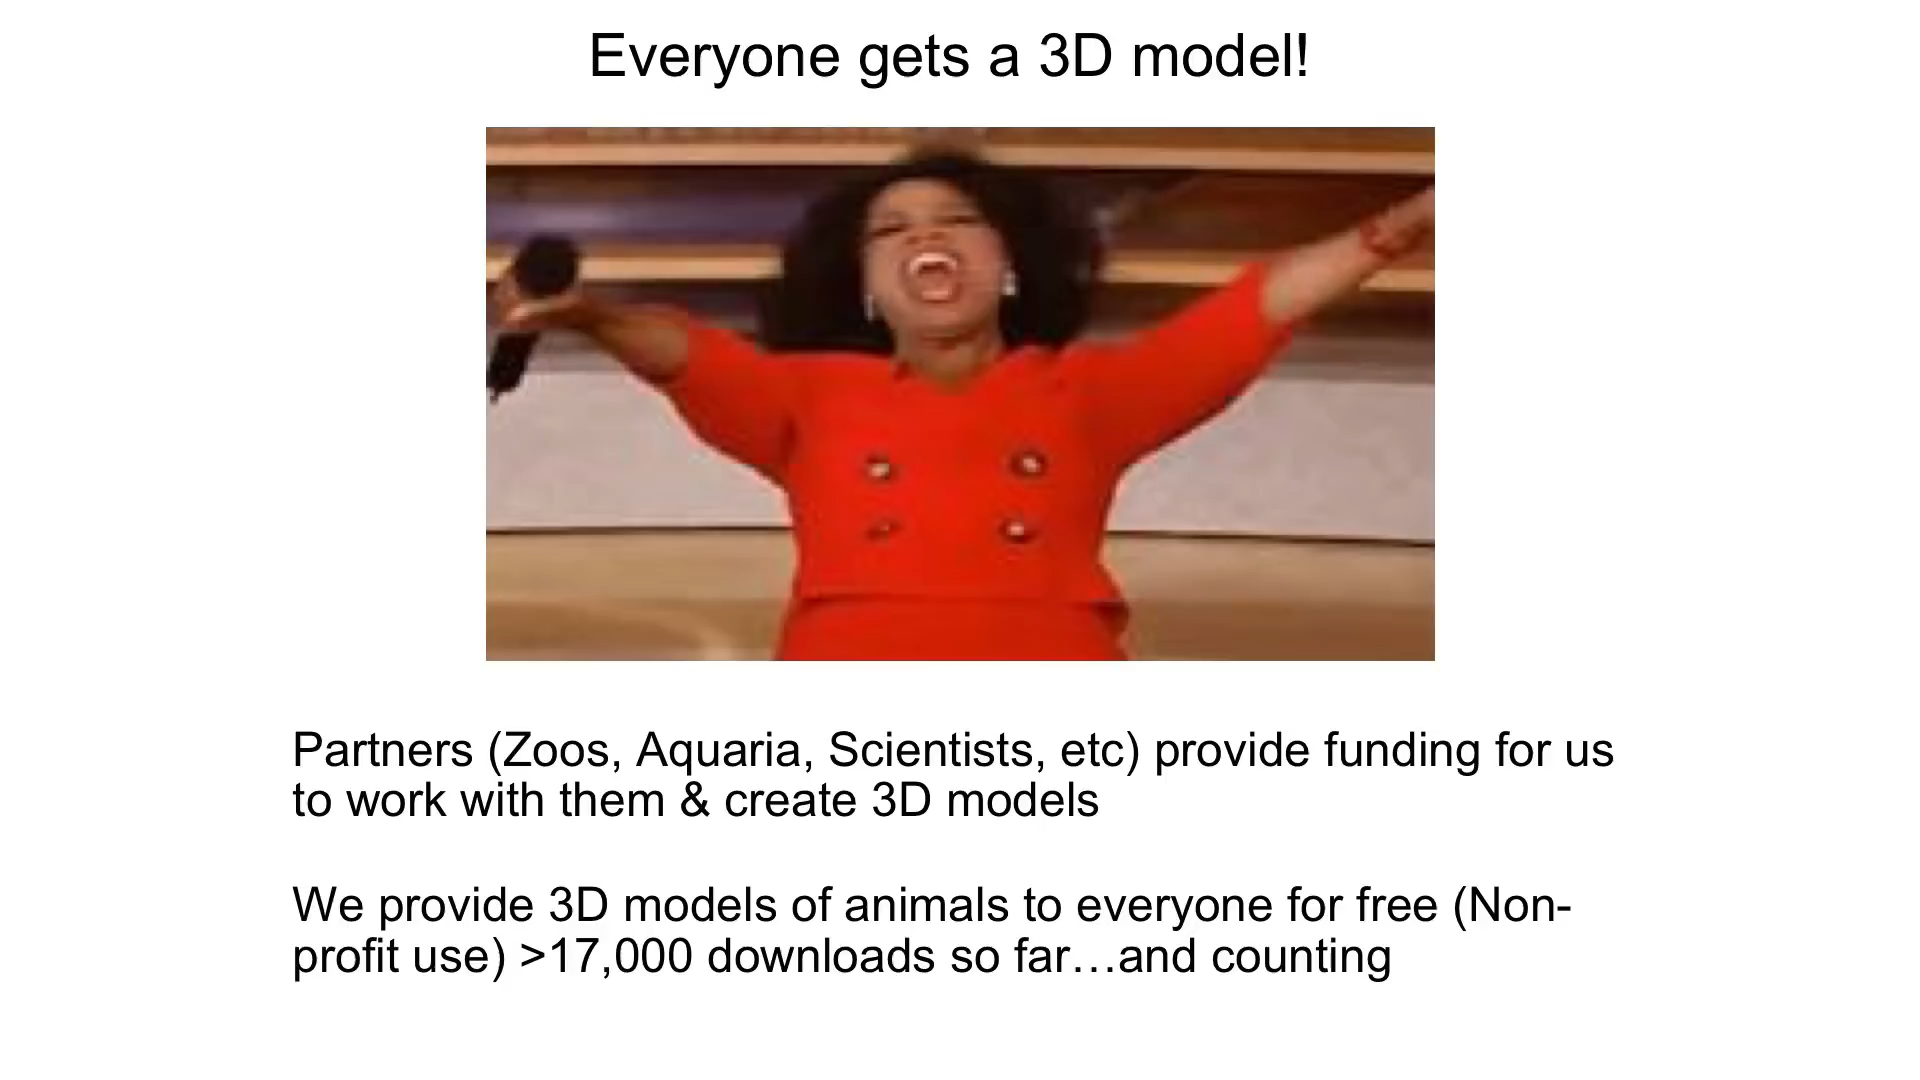 Everyone gets a 3D model!
Partners (Zoos, Aquaria, Scientists, etc) provide funding for us
to work with them & create 3D models
We provide 3D models of animals to everyone for free (Non-
profit use) >17,000 downloads so far…and counting